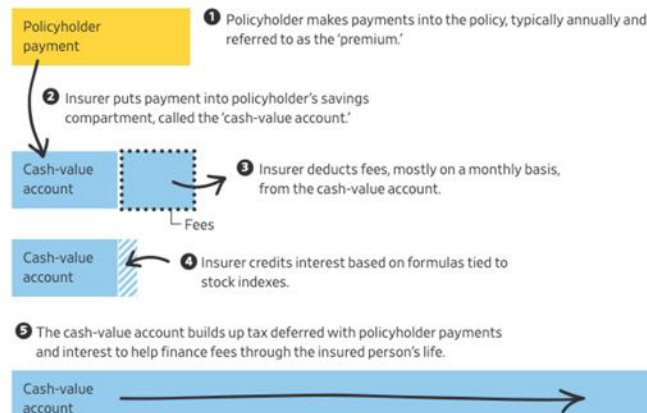 Policyholder
payment
❶ Policyholder makes payments into the policy, typically annually and
referred to as the ‘premium.’
❷ Insurer puts payment into policyholder’s savings
compartment, called the ‘cash-value account.’
Cash-value
account
❸ Insurer deducts fees, mostly on a monthly basis,
from the cash-value account.
Fees
Cash-value
account
❹ Insurer credits interest based on formulas tied to
stock indexes.
❺ The cash-value account builds up tax deferred with policyholder payments
and interest to help finance fees through the insured person’s life.
Cash-value
account